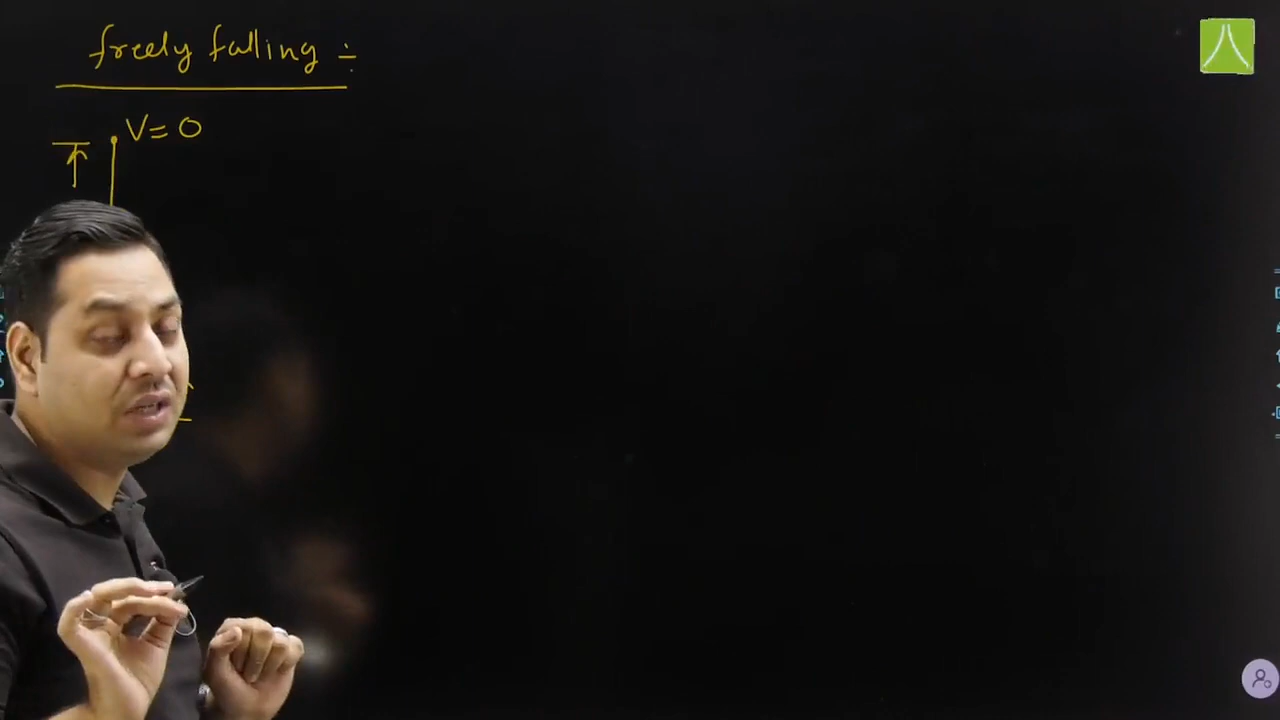 freely falling :-
V = 0